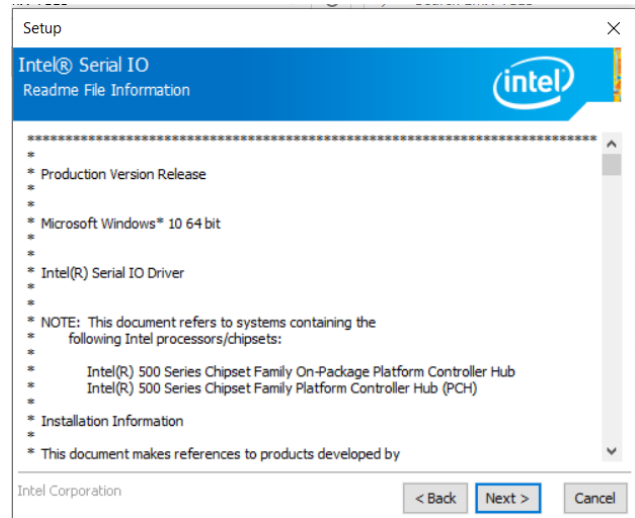 Setup
Intel® Serial IO
Readme File Information
intel
*******************************************************************************
*
* Production Version Release
*
*
* Microsoft Windows* 10 64 bit
*
*
* Intel(R) Serial IO Driver
*
*
* NOTE: This document refers to systems containing the
* following Intel processors/chipsets:
*
* Intel(R) 500 Series Chipset Family On-Package Platform Controller Hub
* Intel(R) 500 Series Chipset Family Platform Controller Hub (PCH)
*
* Installation Information
*
* This document makes references to products developed by
Intel Corporation
< Back Next > Cancel